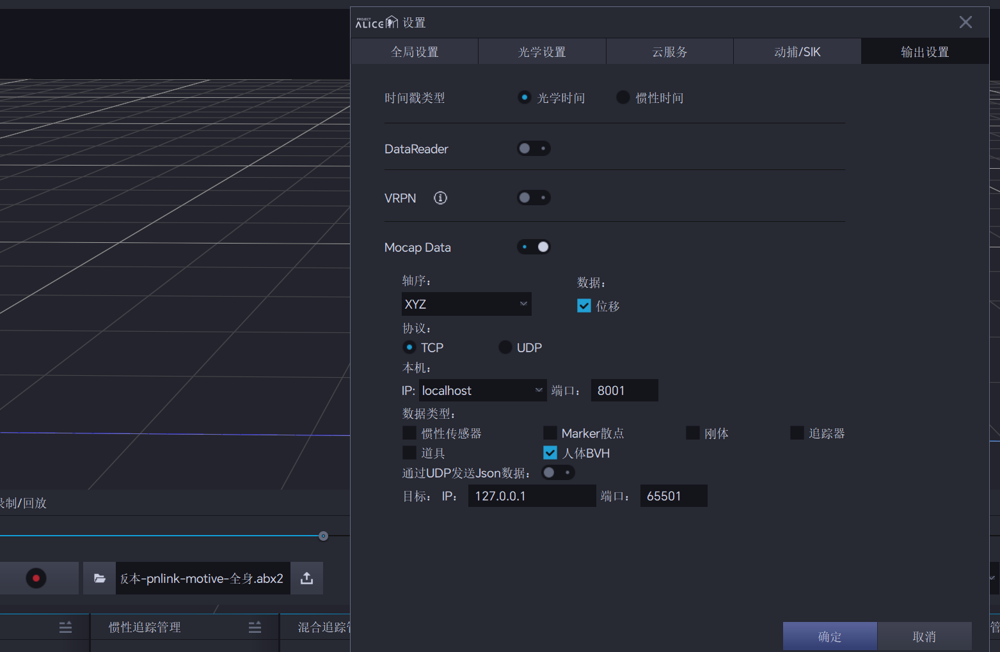 PROJECT
ALICE 设置
全局设置 光学设置 云服务 动捕/SIK 输出设置
时间戳类型 光学时间 惯性时间
DataReader
VRPN
Mocap Data
轴序： 数据：
XYZ 位移
协议：
TCP UDP
本机：
IP: localhost 端口： 8001
数据类型：
惯性传感器 Marker散点 刚体 追踪器
道具 人体BVH
通过UDP发送Json数据：
目标： IP： 127.0.0.1 端口： 65501
确定 取消
录制/回放
版本-pnlink-motive-全身.abx2
惯性追踪管理 混合追踪管
管